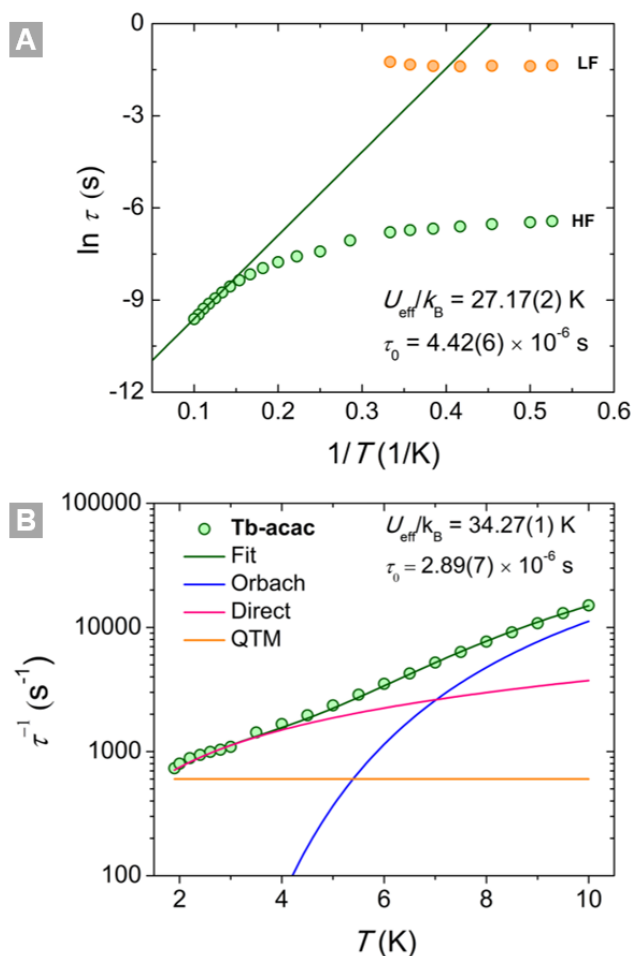 A
0
-3
-6
-9
-12
ln τ (s)
LF
HF
U_eff/k_B = 27.17(2) K
τ_0 = 4.42(6) × 10^-6 s
0.1 0.2 0.3 0.4 0.5 0.6
1/T (1/K)
B
100000
10000
1000
100
τ^-1 (s^-1)
Tb-acac
Fit
Orbach
Direct
QTM
U_eff/k_B = 34.27(1) K
τ_0 = 2.89(7) × 10^-6 s
2 4 6 8 10
T (K)